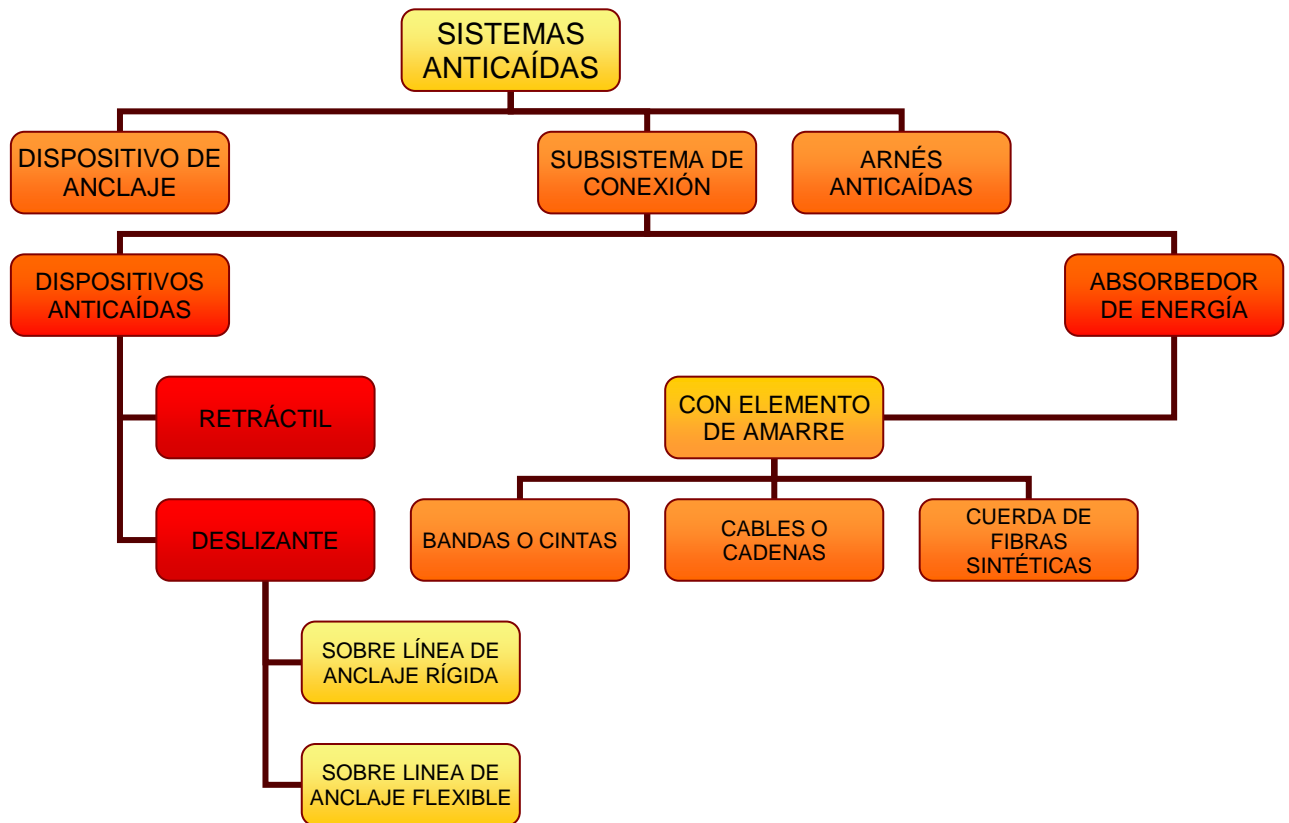 SISTEMAS
ANTICAÍDAS
DISPOSITIVO DE
ANCLAJE
SUBSISTEMA DE
CONEXIÓN
ARNÉS
ANTICAÍDAS
DISPOSITIVOS
ANTICAÍDAS
ABSORBEDOR
DE ENERGÍA
RETRÁCTIL
CON ELEMENTO
DE AMARRE
DESLIZANTE
BANDAS O CINTAS
CABLES O
CADENAS
CUERDA DE
FIBRAS
SINTÉTICAS
SOBRE LÍNEA DE
ANCLAJE RÍGIDA
SOBRE LINEA DE
ANCLAJE FLEXIBLE